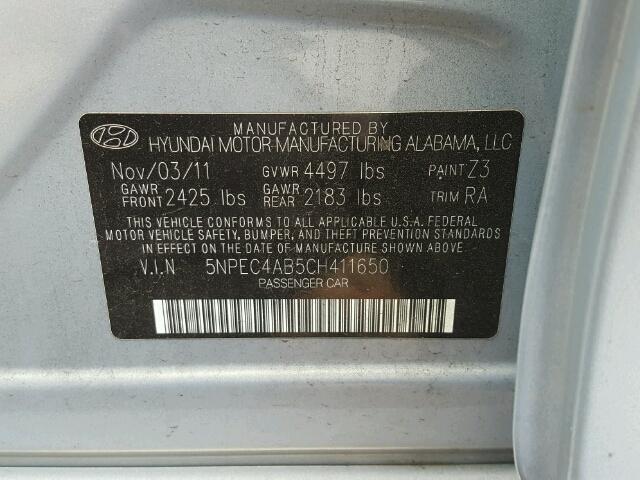 MANUFACTURED BY
HYUNDAI MOTOR MANUFACTURING ALABAMA, LLC
Nov/03/11 GVWR 4497 lbs PAINT Z3
GAWR FRONT 2425 lbs GAWR REAR 2183 lbs TRIM RA
THIS VEHICLE CONFORMS TO ALL APPLICABLE U.S.A. FEDERAL
MOTOR VEHICLE SAFETY, BUMPER, AND THEFT PREVENTION STANDARDS
IN EFFECT ON THE DATE OF MANUFACTURE SHOWN ABOVE.
V.I.N 5NPEC4AB5CH411650
PASSENGER CAR